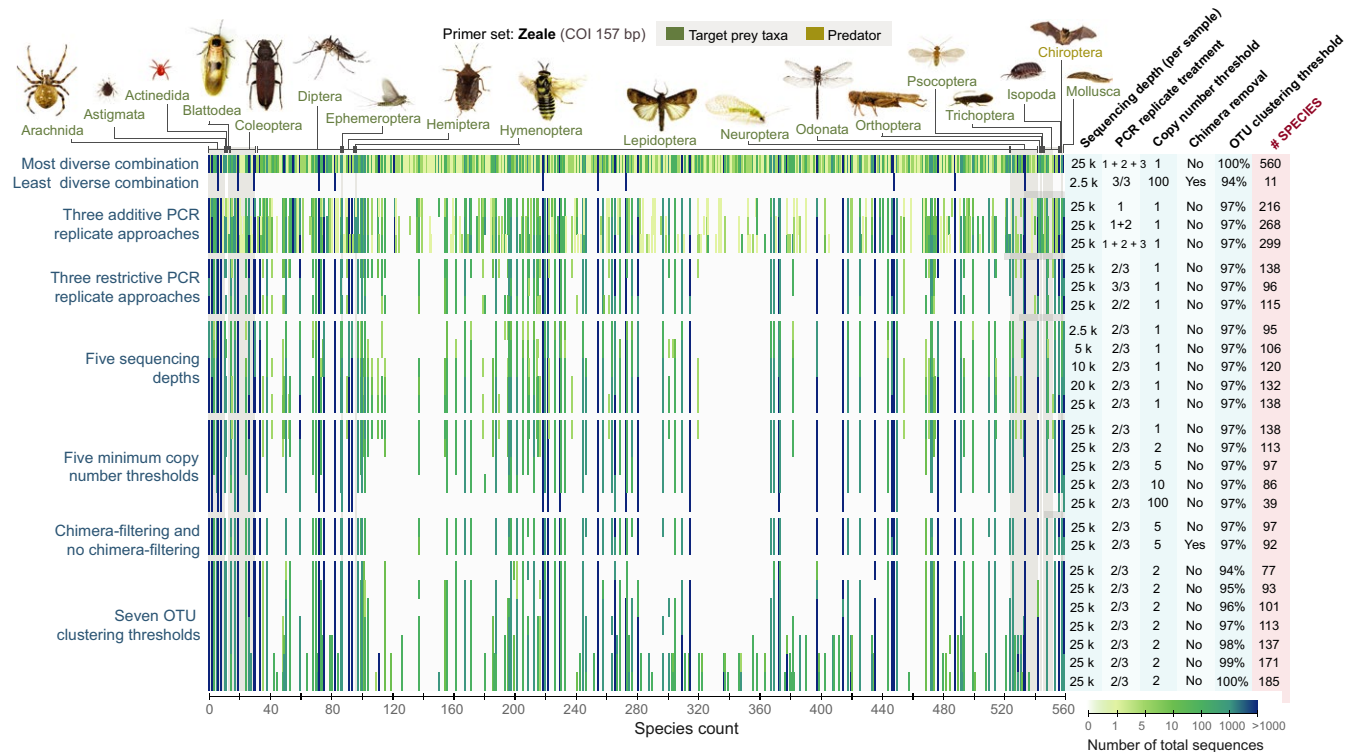 Primer set: Zeale (COI 157 bp) Target prey taxa Predator
Arachnida
Astigmata
Actinedida
Blattodea
Coleoptera
Diptera
Ephemeroptera
Hemiptera
Hymenoptera
Lepidoptera
Neuroptera
Odonata
Orthoptera
Psocoptera
Trichoptera
Isopoda
Chiroptera
Mollusca
Sequencing depth (per sample)
PCR replicate treatment
Copy number threshold
Chimera removal
OTU clustering threshold
# SPECIES
Most diverse combination 25 k 1 + 2 + 3 1 No 100% 560
Least diverse combination 2.5 k 3/3 100 Yes 94% 11
Three additive PCR
replicate approaches
25 k 1 1 No 97% 216
25 k 1+2 1 No 97% 268
25 k 1 + 2 + 3 1 No 97% 299
Three restrictive PCR
replicate approaches
25 k 2/3 1 No 97% 138
25 k 3/3 1 No 97% 96
25 k 2/2 1 No 97% 115
Five sequencing
depths
2.5 k 2/3 1 No 97% 95
5 k 2/3 1 No 97% 106
10 k 2/3 1 No 97% 120
20 k 2/3 1 No 97% 132
25 k 2/3 1 No 97% 138
Five minimum copy
number thresholds
25 k 2/3 1 No 97% 138
25 k 2/3 2 No 97% 113
25 k 2/3 5 No 97% 97
25 k 2/3 10 No 97% 86
25 k 2/3 100 No 97% 39
Chimera-filtering and
no chimera-filtering
25 k 2/3 5 No 97% 97
25 k 2/3 5 Yes 97% 92
Seven OTU
clustering thresholds
25 k 2/3 2 No 94% 77
25 k 2/3 2 No 95% 93
25 k 2/3 2 No 96% 101
25 k 2/3 2 No 97% 113
25 k 2/3 2 No 98% 137
25 k 2/3 2 No 99% 171
25 k 2/3 2 No 100% 185
0 40 80 120 160 200 240 280 320 360 400 440 480 520 560
Species count
0 1 5 10 100 1000 >1000
Number of total sequences